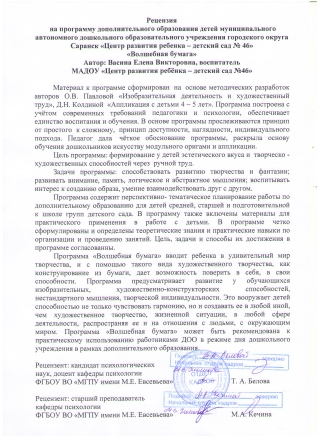 Рецензия
на программу дополнительного образования детей муниципального
автономного дошкольного образовательного учреждения городского округа
Саранск «Центр развития ребенка – детский сад № 46»
«Волшебная бумага»
Автор: Васина Елена Викторовна, воспитатель
МАДОУ «Центр развития ребёнка – детский сад №46»
Материал к программе сформирован на основе методических разработок
авторов О.В. Павловой «Изобразительная деятельность и художественный
труд», Д.Н. Колдиной «Аппликация с детьми 4 – 5 лет». Программа построена с
учётом современных требований педагогики и психологии, обеспечивает
единство воспитания и обучения. В основе программы прослеживаются принцип
от простого к сложному, принцип доступности, наглядности, индивидуального
подхода. Педагог дала чёткое обоснование программы, раскрыла основу
обучения дошкольников искусству модульного оригами и аппликации.
Цель программы: формирование у детей эстетического вкуса и творческо -
художественных способностей через ручной труд.
Задачи программы: способствовать развитию творчества и фантазии;
развивать внимание, память, логическое и абстрактное мышления; воспитывать
интерес к созданию образа, умение взаимодействовать друг с другом.
Программа содержит перспективно- тематическое планирование работы по
дополнительному образованию для детей средней, старшей и подготовительной
к школе групп детского сада. В программу также включены материалы для
практического применения в работе с детьми. В программе четко
сформулированы и определены теоретические знания и практические навыки по
организации и проведению занятий. Цель, задачи и способы их достижения в
программе согласованы.
Программа «Волшебная бумага» вводит ребенка в удивительный мир
творчества, и с помощью такого вида художественного творчества, как
конструирование из бумаги, дает возможность поверить в себя, в свои
способности. Программа предусматривает развитие у обучающихся
изобразительных, художественно-конструкторских способностей,
нестандартного мышления, творческой индивидуальности. Это вооружает детей
способностью не только чувствовать гармонию, но и создавать ее в любой иной,
чем художественное творчество, жизненной ситуации, в любой сфере
деятельности, распространяя ее и на отношения с людьми, с окружающим
миром. Программа «Волшебная бумага» может быть рекомендована к
практическому использованию работниками ДОО в режиме дня дошкольного
учреждения в рамках дополнительного образования.
Рецензент: кандидат психологических
наук, доцент кафедры психологии
ФГБОУ ВО «МГПУ имени М.Е. Евсевьева» Т. А. Белова
Рецензент: старший преподаватель
кафедры психологии
ФГБОУ ВО «МГПУ имени М.Е. Евсевьева» М.А. Кечина